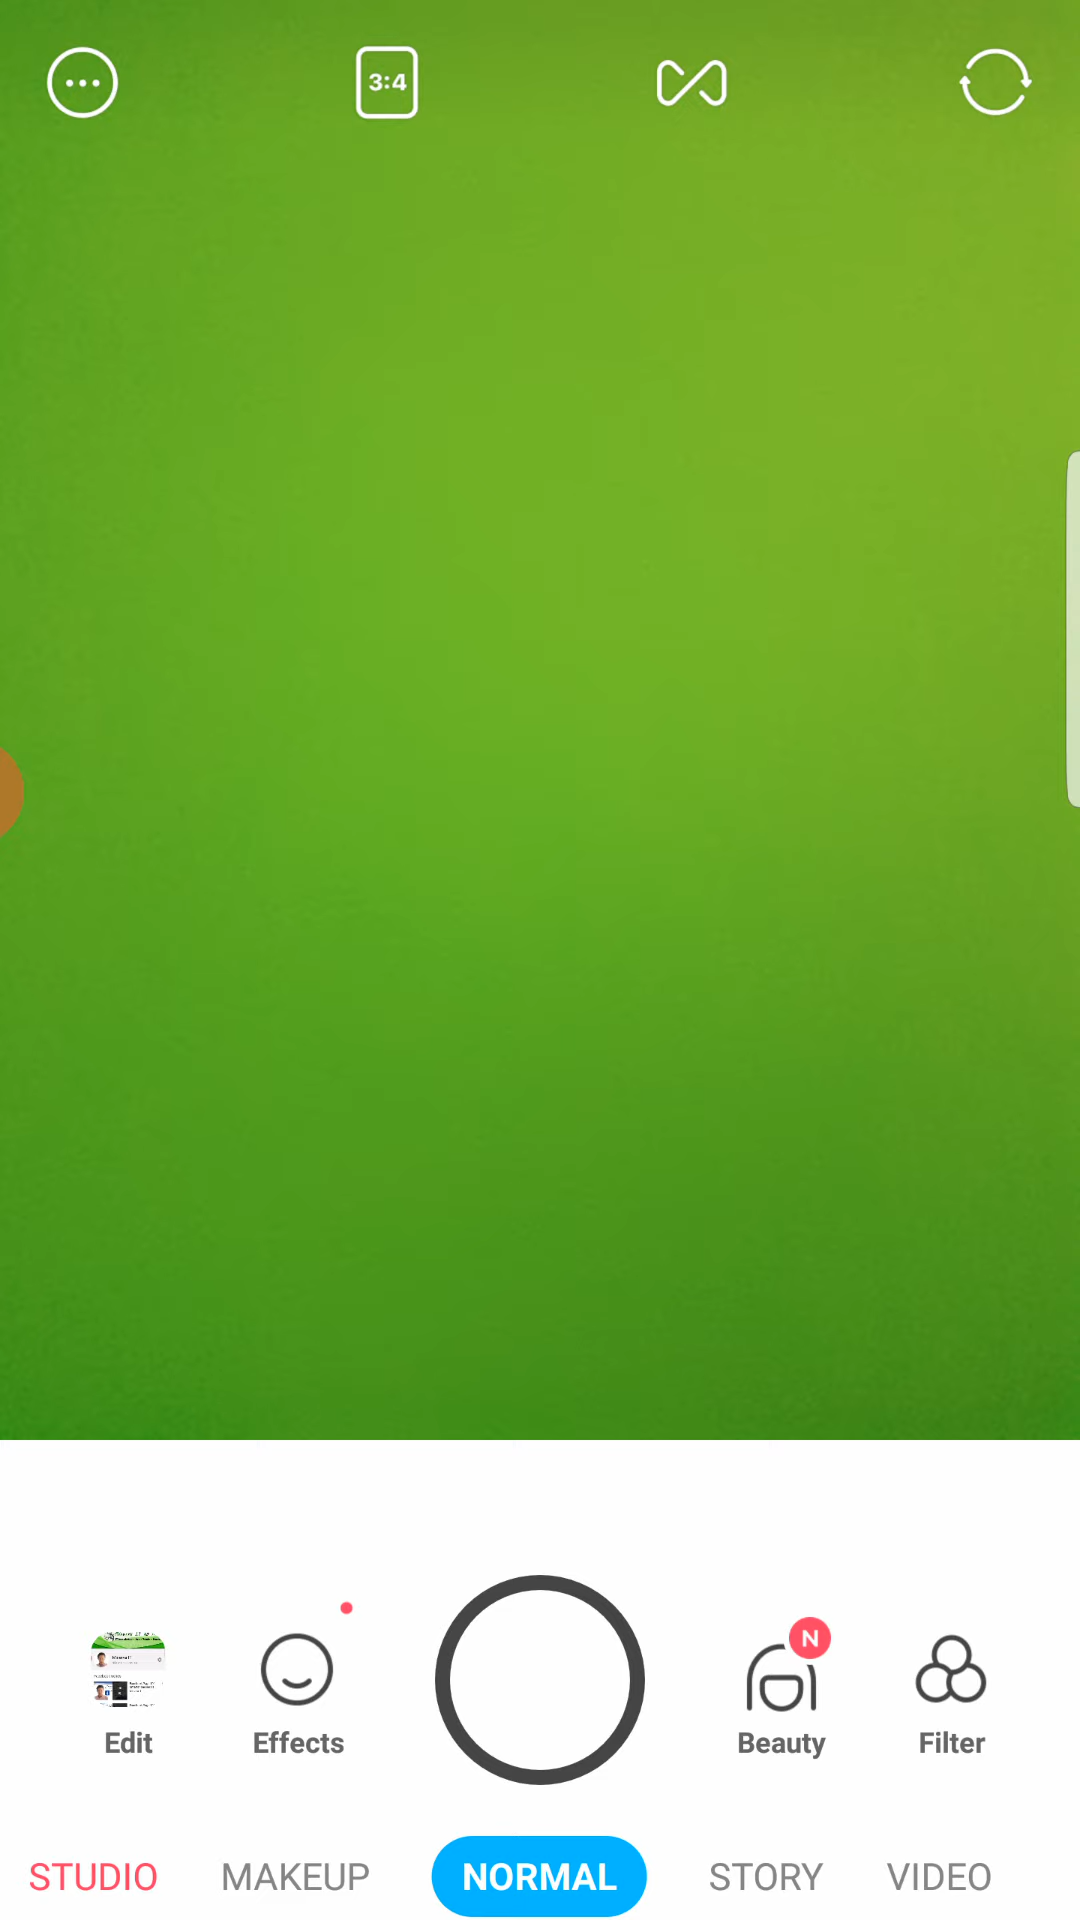 3:4
N
Edit
Effects
Beauty
Filter
STUDIO
MAKEUP
NORMAL
STORY
VIDEO